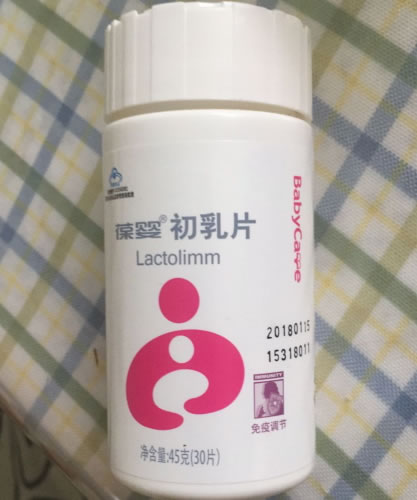 葆婴® 初乳片
Lactolimm
BabyCare
20180115
15318011
IMMUNITY
免疫调节
净含量:45克(30片)